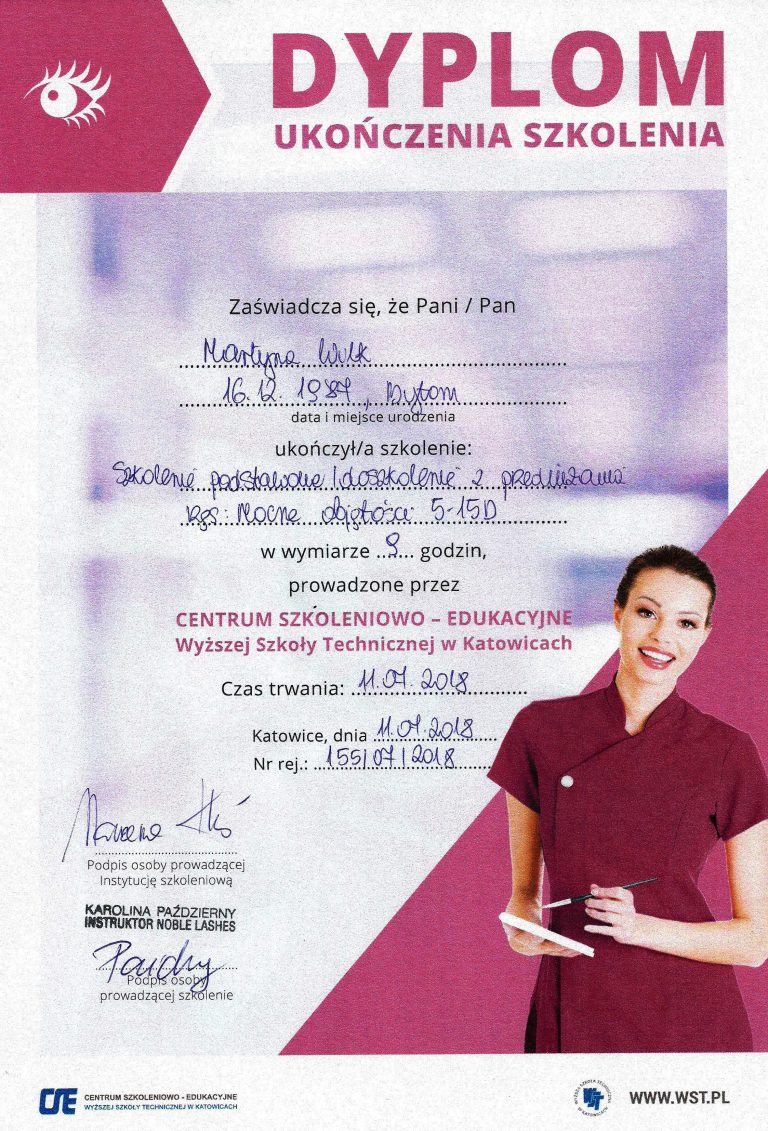 DYPLOM
UKOŃCZENIA SZKOLENIA
Zaświadcza się, że Pani / Pan
Martyna Wilk
16.12.1987, Bytom
data i miejsce urodzenia
ukończył/a szkolenie:
Szkolenie podstawowe / doszkolenie z przedłużania
rzęs: Mocne objętości 5-15D
w wymiarze ..9... godzin,
prowadzone przez
CENTRUM SZKOLENIOWO – EDUKACYJNE
Wyższej Szkoły Technicznej w Katowicach
Czas trwania: 11.07.2018
Katowice, dnia 11.07.2018
Nr rej.: 155/07/2018
Podpis osoby prowadzącej
Instytucję szkoleniową
KAROLINA PAŹDZIERNY
INSTRUKTOR NOBLE LASHES
Podpis osoby
prowadzącej szkolenie
CSE CENTRUM SZKOLENIOWO - EDUKACYJNE
WYŻSZEJ SZKOŁY TECHNICZNEJ W KATOWICACH
WYŻSZA SZKOŁA TECHNICZNA W KATOWICACH
WWW.WST.PL